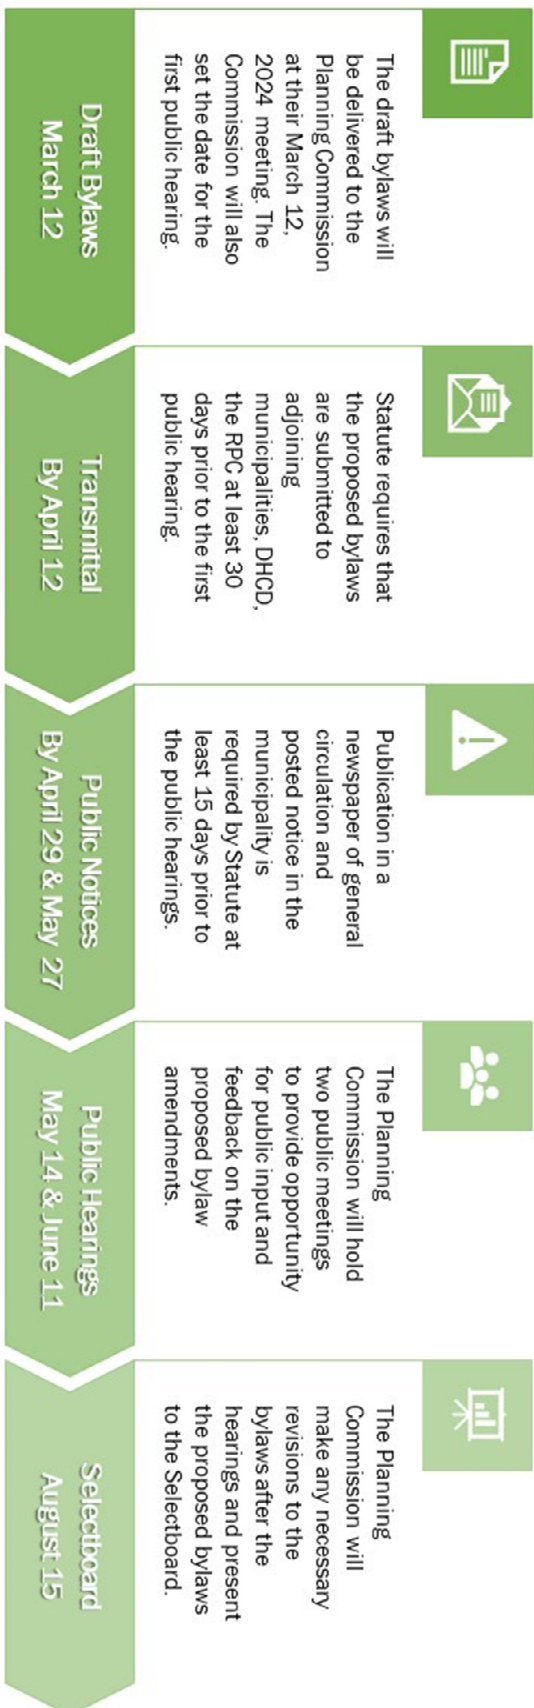 The draft bylaws will
be delivered to the
Planning Commission
at their March 12,
2024 meeting. The
Commission will also
set the date for the
first public hearing.
Draft Bylaws
March 12
Statute requires that
the proposed bylaws
are submitted to
adjoining
municipalities, DHCD,
the RPC at least 30
days prior to the first
public hearing.
Transmittal
By April 12
Publication in a
newspaper of general
circulation and
posted notice in the
municipality is
required by Statute at
least 15 days prior to
the public hearings.
Public Notices
By April 29 & May 27
The Planning
Commission will hold
two public meetings
to provide opportunity
for public input and
feedback on the
proposed bylaw
amendments.
Public Hearings
May 14 & June 11
The Planning
Commission will
make any necessary
revisions to the
bylaws after the
hearings and present
the proposed bylaws
to the Selectboard.
Selectboard
August 15